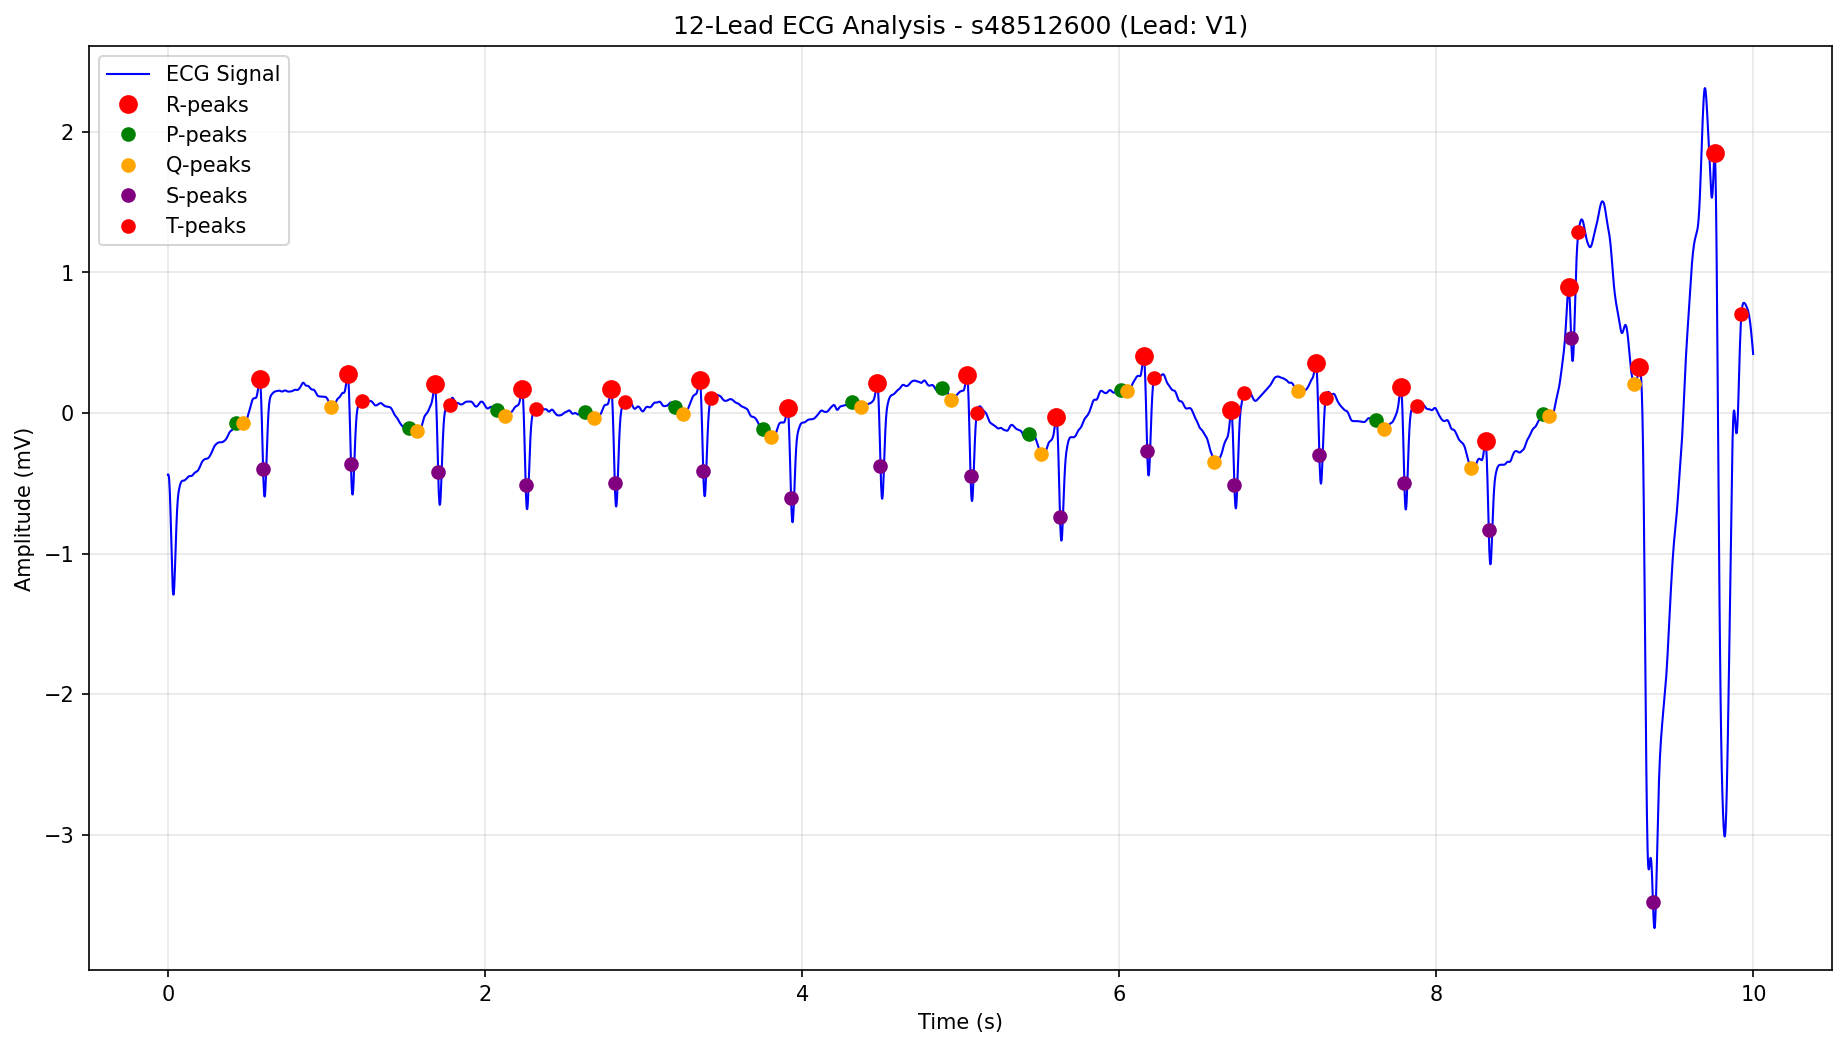 12-Lead ECG Analysis - s48512600 (Lead: V1)
ECG Signal
R-peaks
P-peaks
Q-peaks
S-peaks
T-peaks
Amplitude (mV)
2
1
0
−1
−2
−3
0 2 4 6 8 10
Time (s)